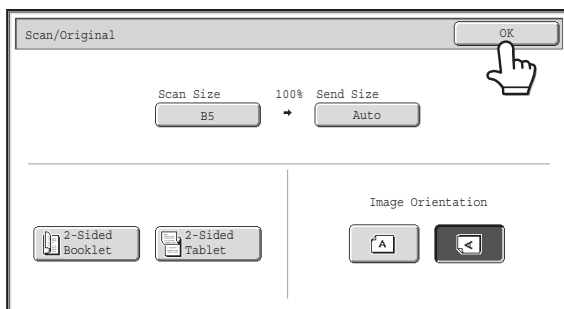 Scan/Original
OK
Scan Size 100% Send Size
B5
Auto
Image Orientation
2-Sided
Booklet
2-Sided
Tablet
A
A